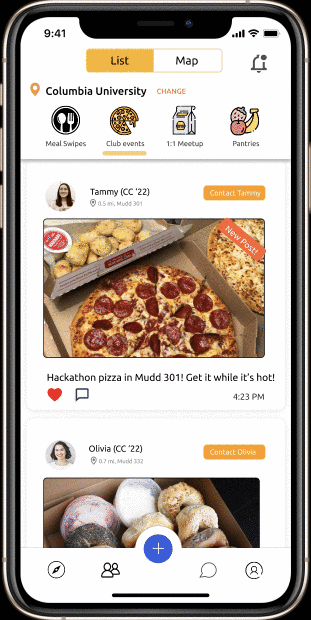 9:41
List
Map
Columbia University
CHANGE
Meal Swipes
Club events
1:1 Meetup
Pantries
Tammy (CC '22)
0.5 mi, Mudd 301
Contact Tammy
New Post!
Hackathon pizza in Mudd 301! Get it while it's hot!
4:23 PM
Olivia (CC '22)
0.7 mi, Mudd 332
Contact Olivia